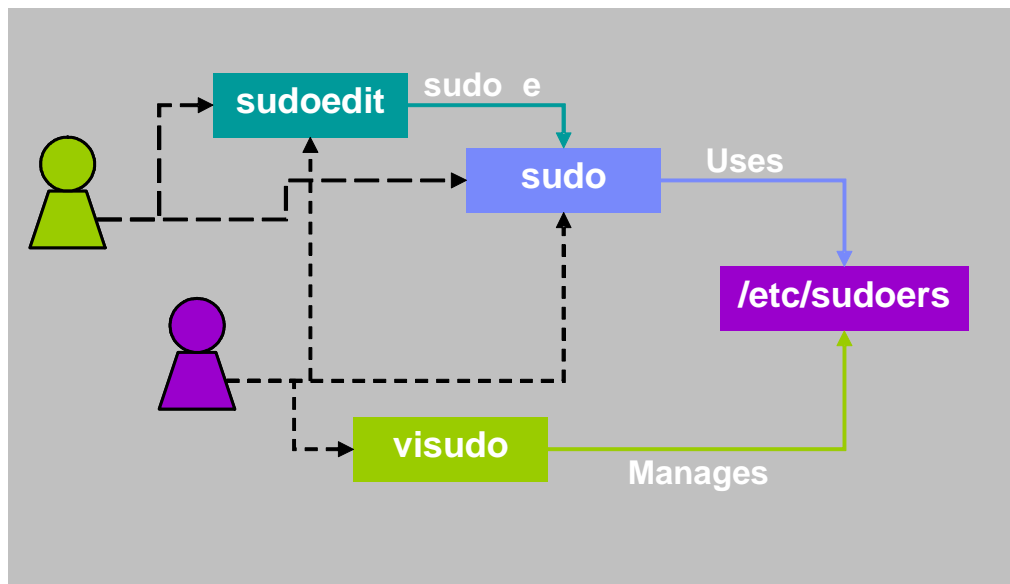 sudoedit
sudo e
sudo
Uses
/etc/sudoers
visudo
Manages